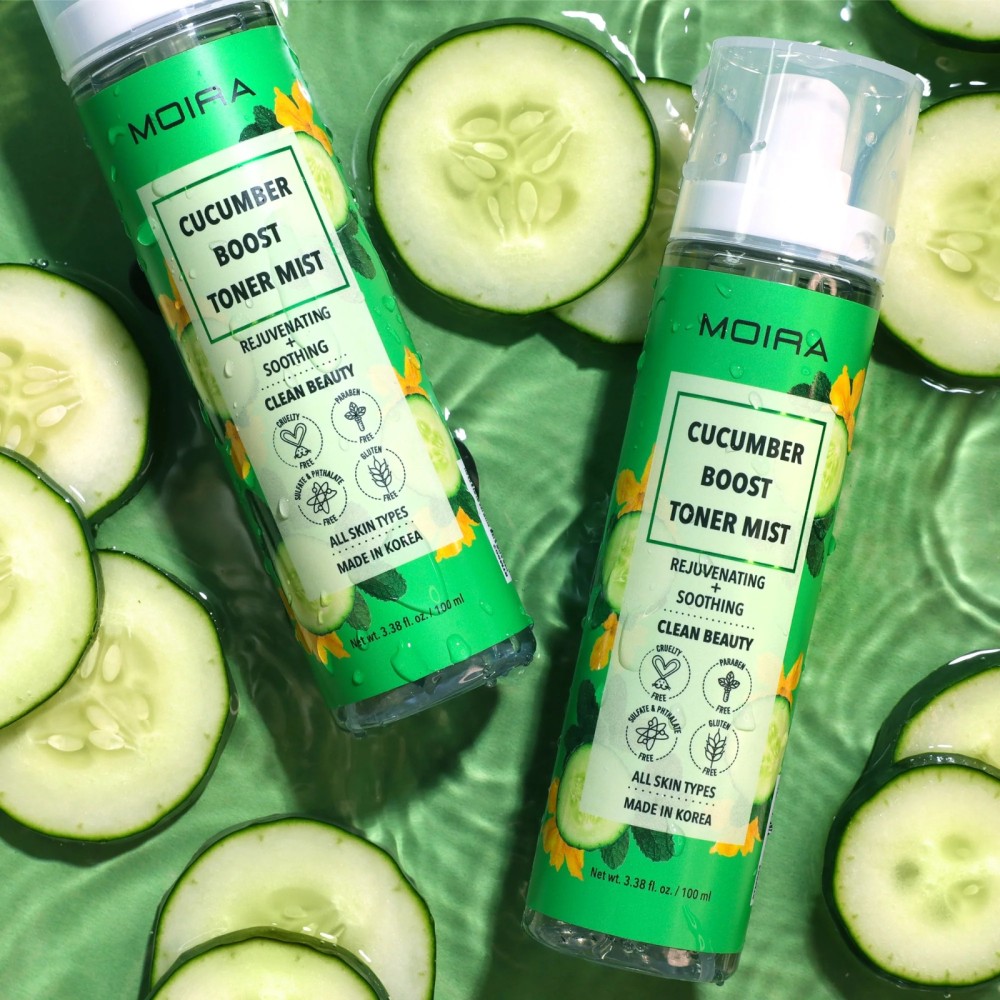 MOIRA
CUCUMBER
BOOST
TONER MIST
REJUVENATING
+
SOOTHING
CLEAN BEAUTY
CRUELTY
FREE
PARABEN
FREE
SULFATE & PHTHALATE
FREE
GLUTEN
FREE
ALL SKIN TYPES
MADE IN KOREA
Net wt. 3.38 fl. oz. / 100 ml
MOIRA
CUCUMBER
BOOST
TONER MIST
REJUVENATING
+
SOOTHING
CLEAN BEAUTY
CRUELTY
FREE
PARABEN
FREE
SULFATE & PHTHALATE
FREE
GLUTEN
FREE
ALL SKIN TYPES
MADE IN KOREA
Net wt. 3.38 fl. oz. / 100 ml